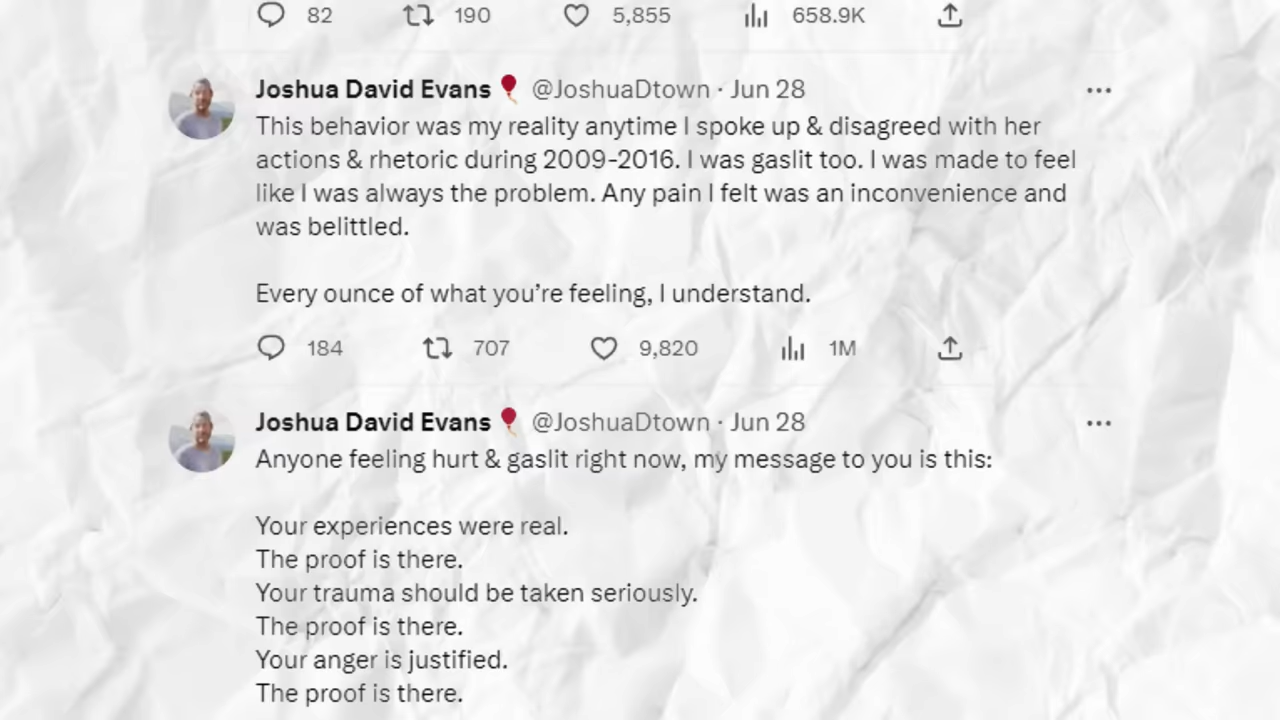 82 190 5,855 658.9K
Joshua David Evans🎈 @JoshuaDtown · Jun 28
This behavior was my reality anytime I spoke up & disagreed with her
actions & rhetoric during 2009-2016. I was gaslit too. I was made to feel
like I was always the problem. Any pain I felt was an inconvenience and
was belittled.
Every ounce of what you’re feeling, I understand.
184 707 9,820 1M
Joshua David Evans🎈 @JoshuaDtown · Jun 28
Anyone feeling hurt & gaslit right now, my message to you is this:
Your experiences were real.
The proof is there.
Your trauma should be taken seriously.
The proof is there.
Your anger is justified.
The proof is there.